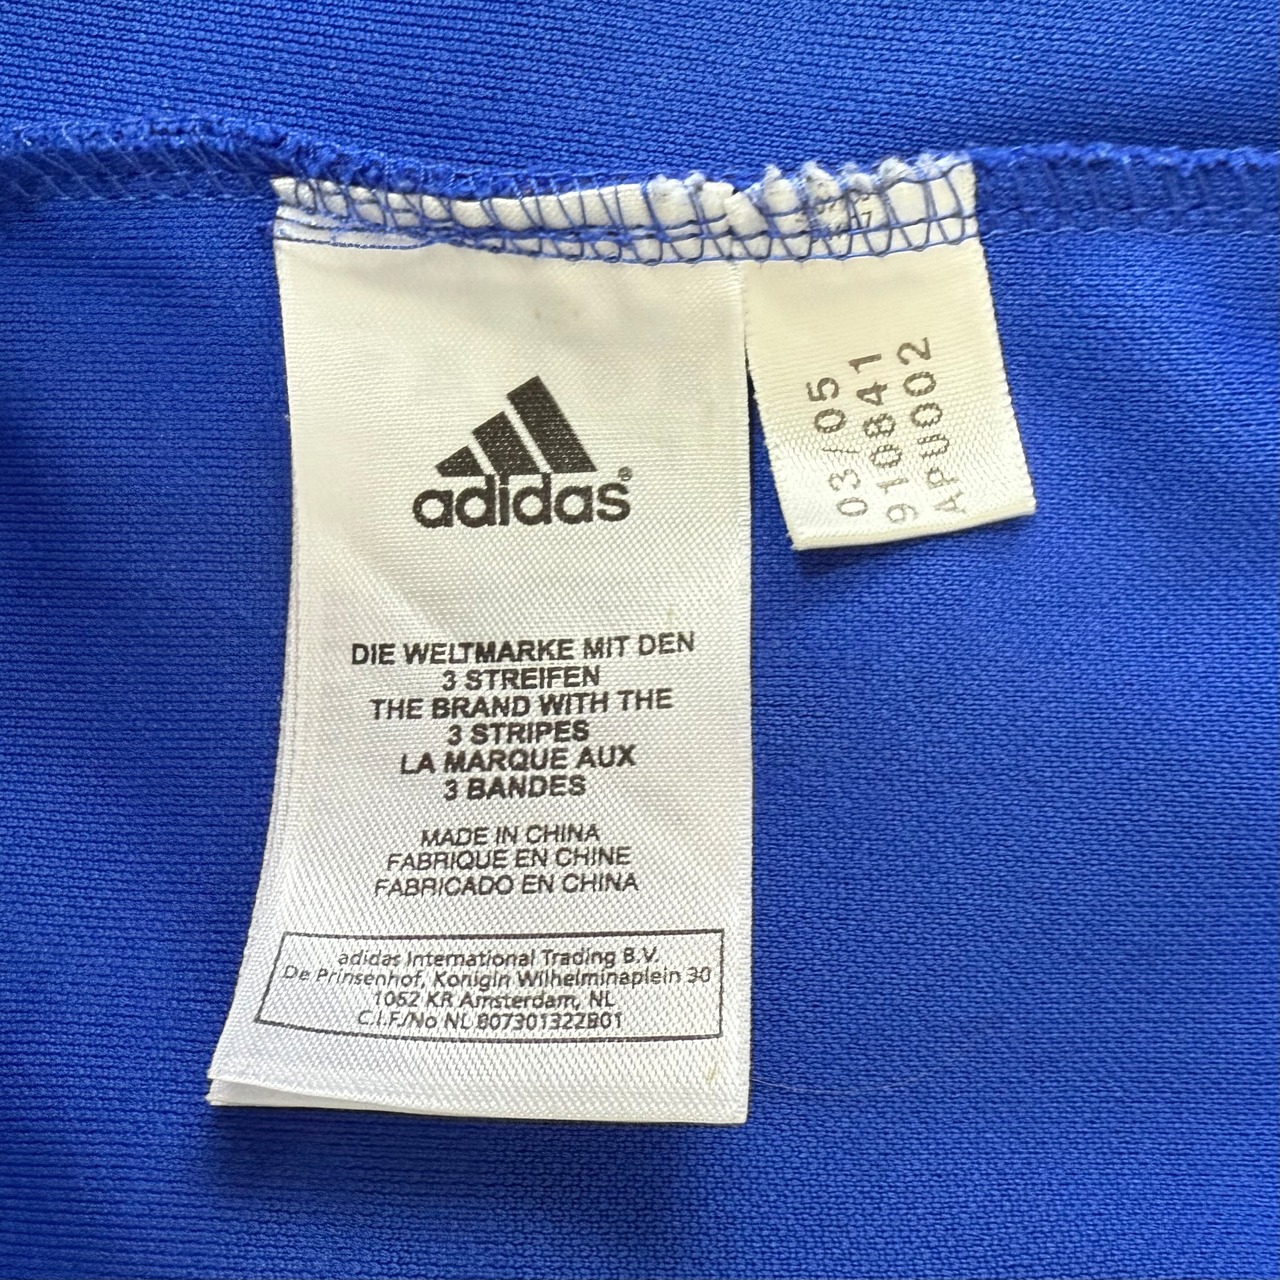 adidas®
DIE WELTMARKE MIT DEN
3 STREIFEN
THE BRAND WITH THE
3 STRIPES
LA MARQUE AUX
3 BANDES
MADE IN CHINA
FABRIQUE EN CHINE
FABRICADO EN CHINA
adidas International Trading B.V.
De Prinsenhof, Konigin Wilhelminaplein 30
1062 KR Amsterdam, NL
C.I.F/No NL 807301322B01
03/05
910841
APU002